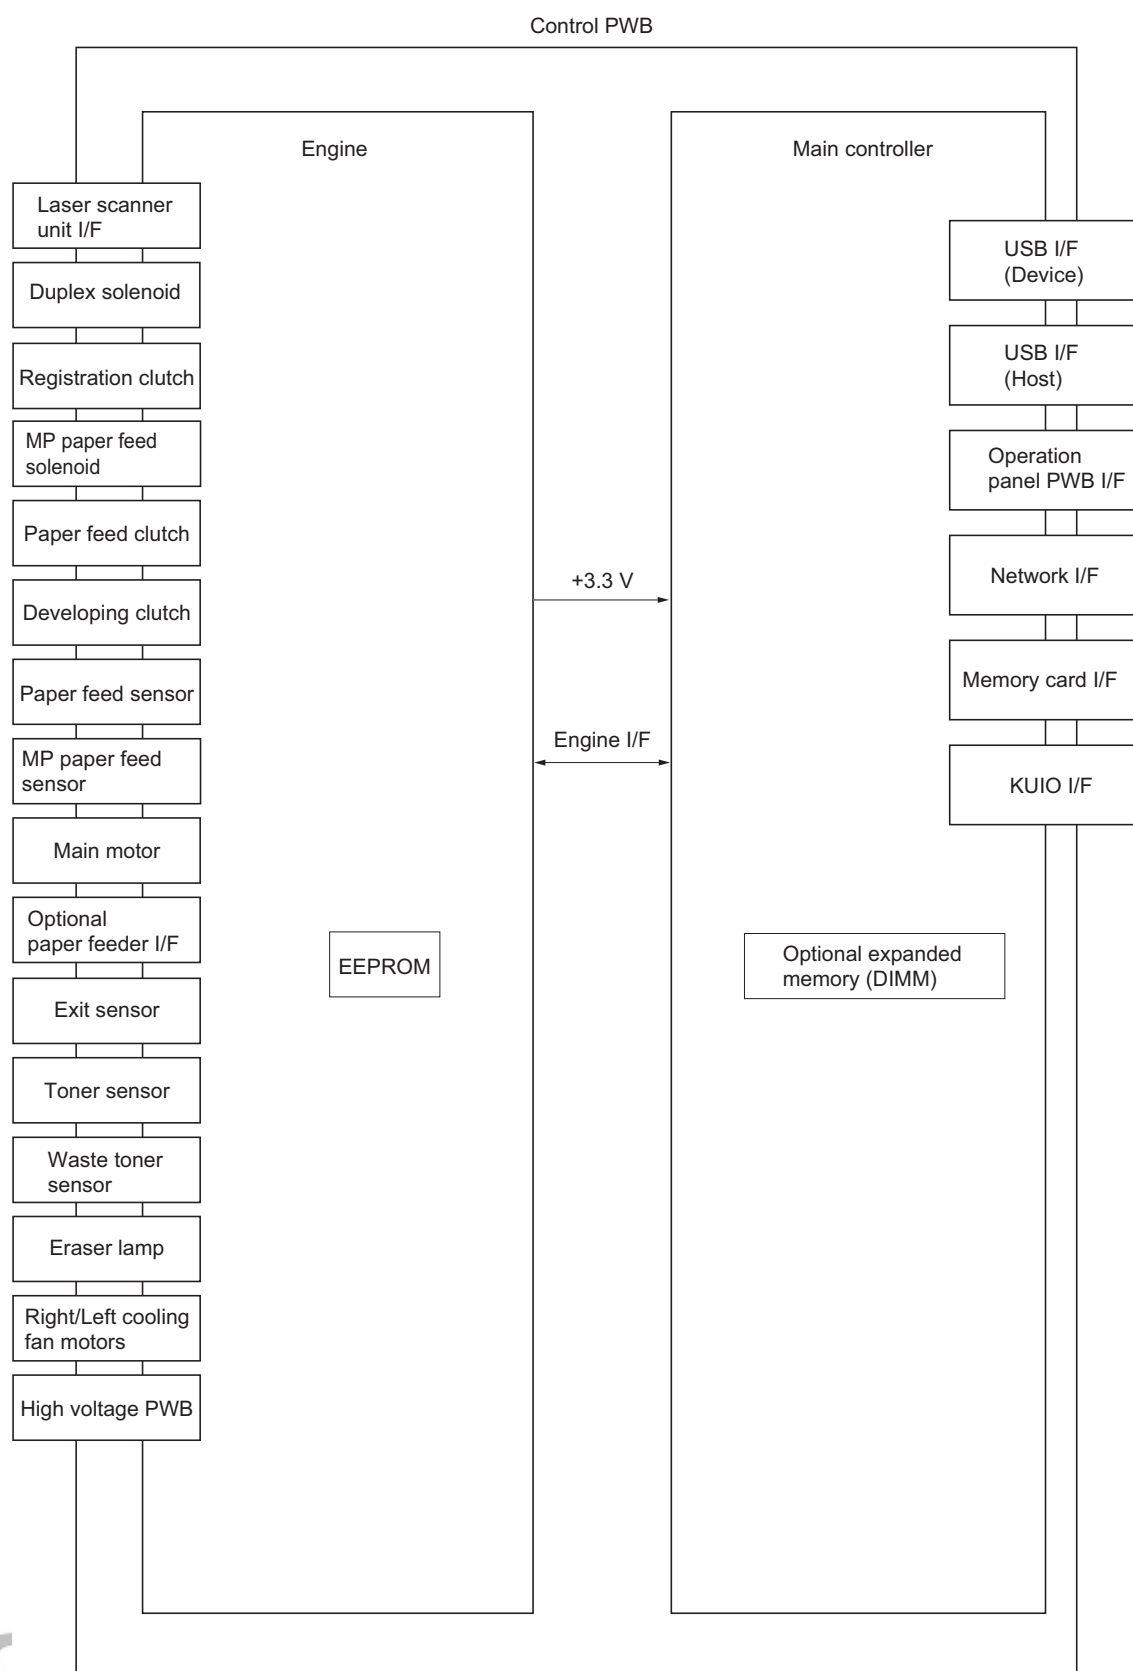 Control PWB
Engine
Laser scanner
unit I/F
Duplex solenoid
Registration clutch
MP paper feed
solenoid
Paper feed clutch
Developing clutch
Paper feed sensor
MP paper feed
sensor
Main motor
Optional
paper feeder I/F
Exit sensor
Toner sensor
Waste toner
sensor
Eraser lamp
Right/Left cooling
fan motors
High voltage PWB
EEPROM
+3.3 V
Engine I/F
Main controller
USB I/F
(Device)
USB I/F
(Host)
Operation
panel PWB I/F
Network I/F
Memory card I/F
KUIO I/F
Optional expanded
memory (DIMM)